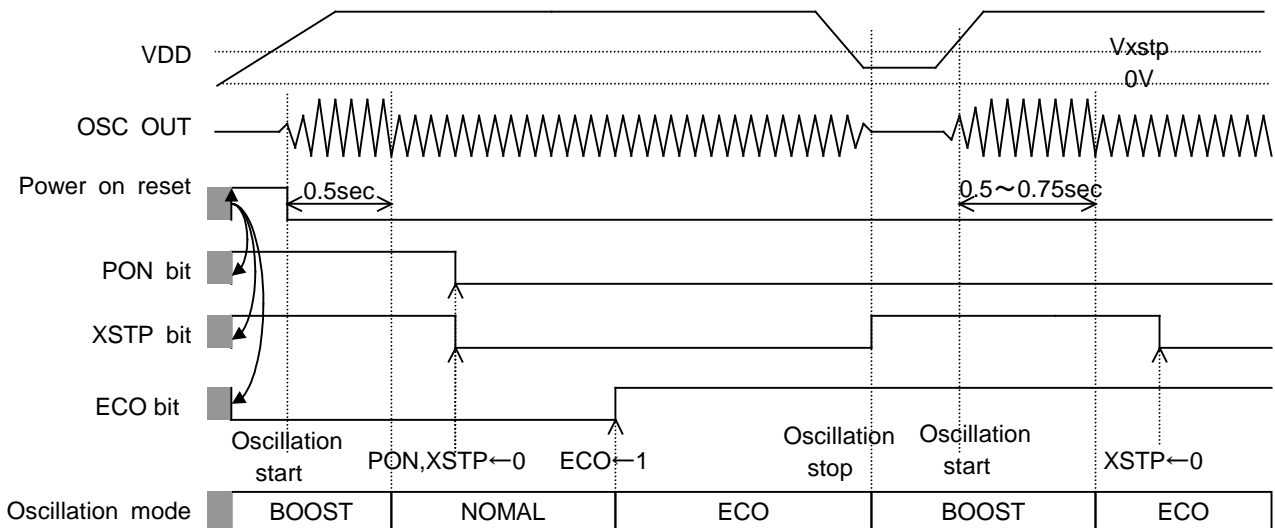 VDD
Vxstp
0V
OSC OUT
Power on reset
0.5sec
0.5～0.75sec
PON bit
XSTP bit
ECO bit
Oscillation
start
PON,XSTP←0
ECO←1
Oscillation
stop
Oscillation
start
XSTP←0
Oscillation mode
BOOST
NOMAL
ECO
BOOST
ECO